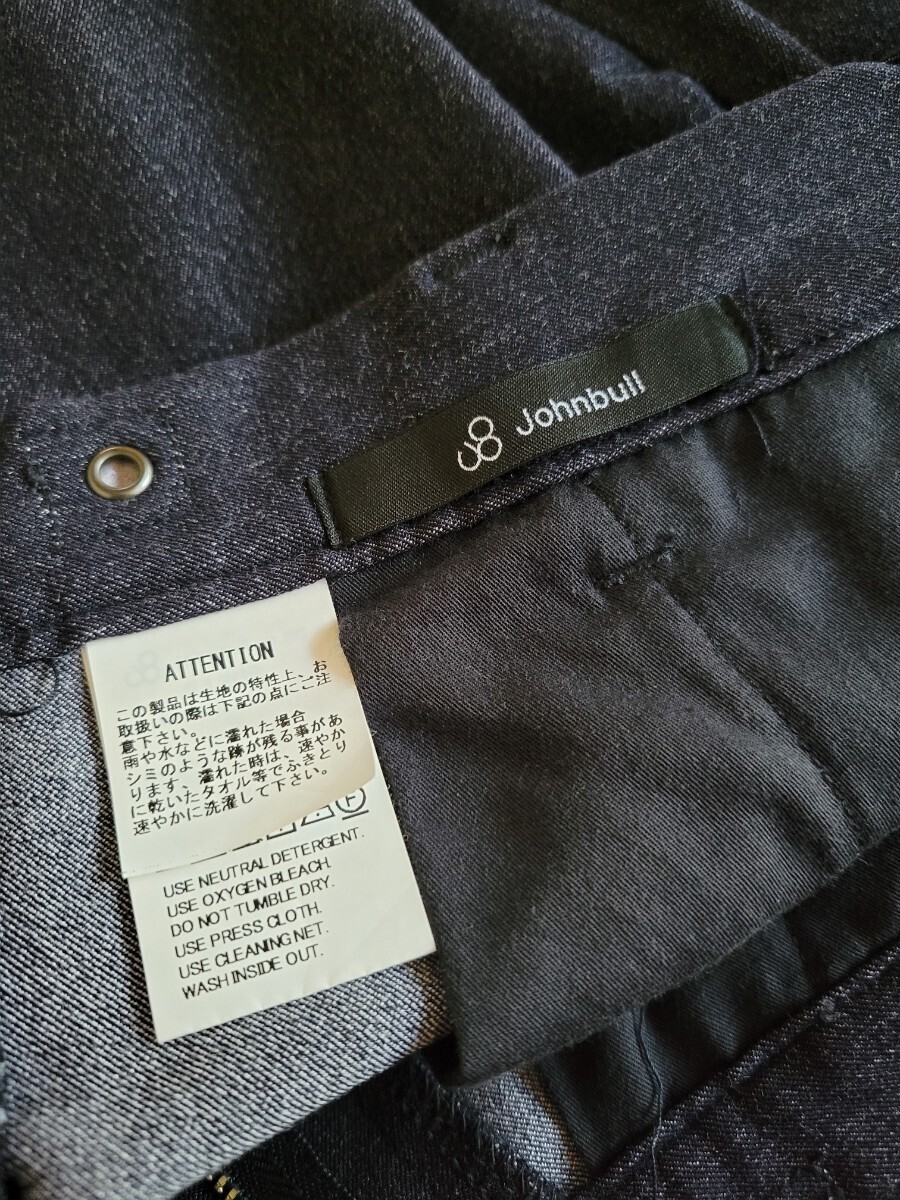 Johnbull
ATTENTION
この製品は生地の特性上、お
取扱いの際は下記の点にご注
意下さい。
雨や水などに濡れた場合
シミのような跡が残る事があ
ります、濡れた時は、速やか
に乾いたタオル等でふきとり
速やかに洗濯して下さい。
USE NEUTRAL DETERGENT.
USE OXYGEN BLEACH.
DO NOT TUMBLE DRY.
USE PRESS CLOTH.
USE CLEANING NET.
WASH INSIDE OUT.